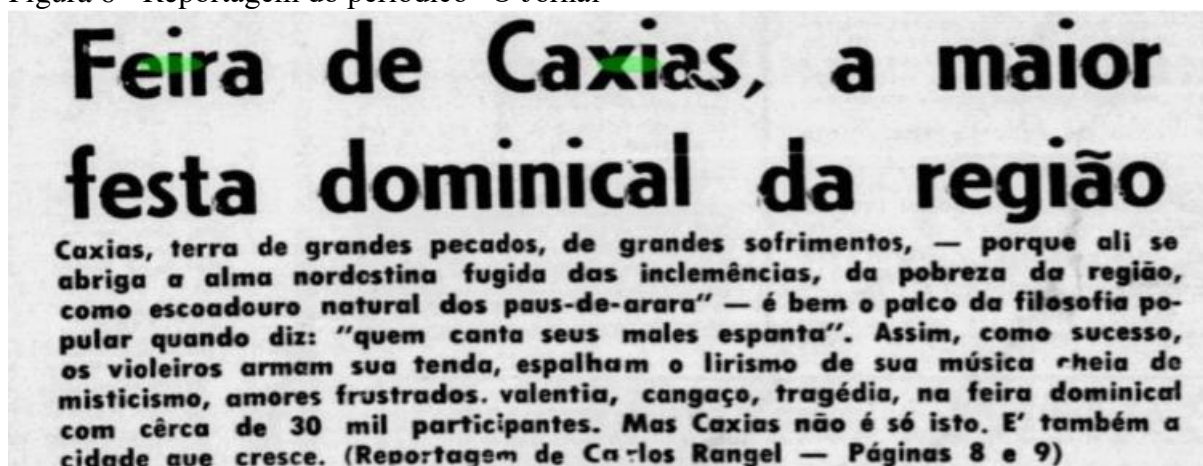 Figura 8 - Reportagem do periódico "O Jornal"
Feira de Caxias, a maior
festa dominical da região
Caxias, terra de grandes pecados, de grandes sofrimentos, — porque ali se
abriga a alma nordestina fugida das inclemências, da pobreza da região,
como escoadouro natural dos paus-de-arara" — é bem o palco da filosofia po-
pular quando diz: "quem canta seus males espanta". Assim, como sucesso,
os violeiros armam sua tenda, espalham o lirismo de sua música cheia de
misticismo, amores frustrados. valentia, cangaço, tragédia, na feira dominical
com cêrca de 30 mil participantes. Mas Caxias não é só isto. E' também a
cidade que cresce. (Reportagem de Carlos Rangel — Páginas 8 e 9)